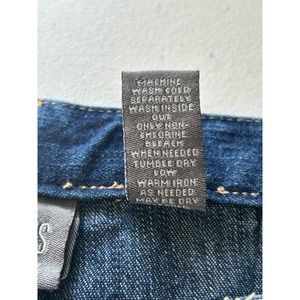 MACHINE
WASH COLD
SEPARATELY
WASH INSIDE
OUT
ONLY NON-
CHLORINE
BLEACH
WHEN NEEDED
TUMBLE DRY
LOW
WARM IRON
AS NEEDED
MAY BE DRY
S